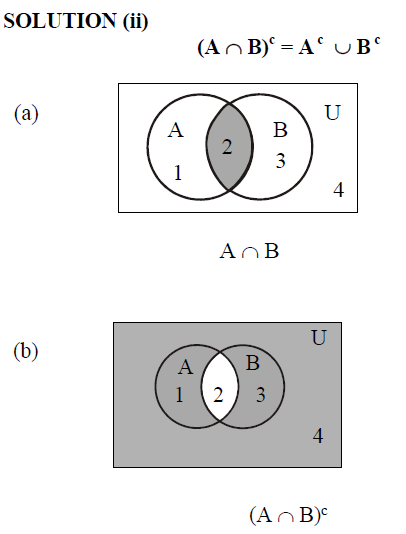 SOLUTION (ii)
(A ∩ B)ᶜ = Aᶜ ∪ Bᶜ
(a)
U
A
B
2
3
1
4
A ∩ B
(b)
U
A
B
1
2
3
4
(A ∩ B)ᶜ